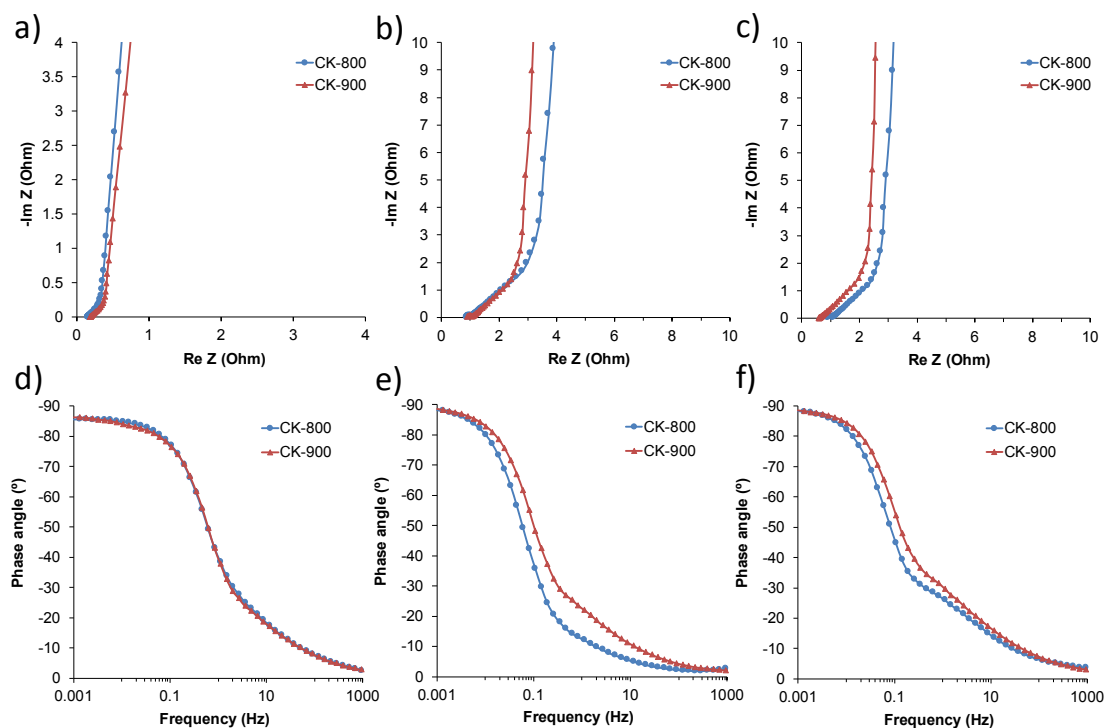 a)
4
3.5
3
2.5
2
1.5
1
0.5
0
-Im Z (Ohm)
0 1 2 3 4
Re Z (Ohm)
CK-800
CK-900
b)
10
9
8
7
6
5
4
3
2
1
0
-Im Z (Ohm)
0 2 4 6 8 10
Re Z (Ohm)
CK-800
CK-900
c)
10
9
8
7
6
5
4
3
2
1
0
-Im Z (Ohm)
0 2 4 6 8 10
Re Z (Ohm)
CK-800
CK-900
d)
-90
-80
-70
-60
-50
-40
-30
-20
-10
0
Phase angle (º)
0.001 0.1 10 1000
Frequency (Hz)
CK-800
CK-900
e)
-90
-80
-70
-60
-50
-40
-30
-20
-10
0
Phase angle (º)
0.001 0.1 10 1000
Frequency (Hz)
CK-800
CK-900
f)
-90
-80
-70
-60
-50
-40
-30
-20
-10
0
Phase angle (º)
0.001 0.1 10 1000
Frequency (Hz)
CK-800
CK-900